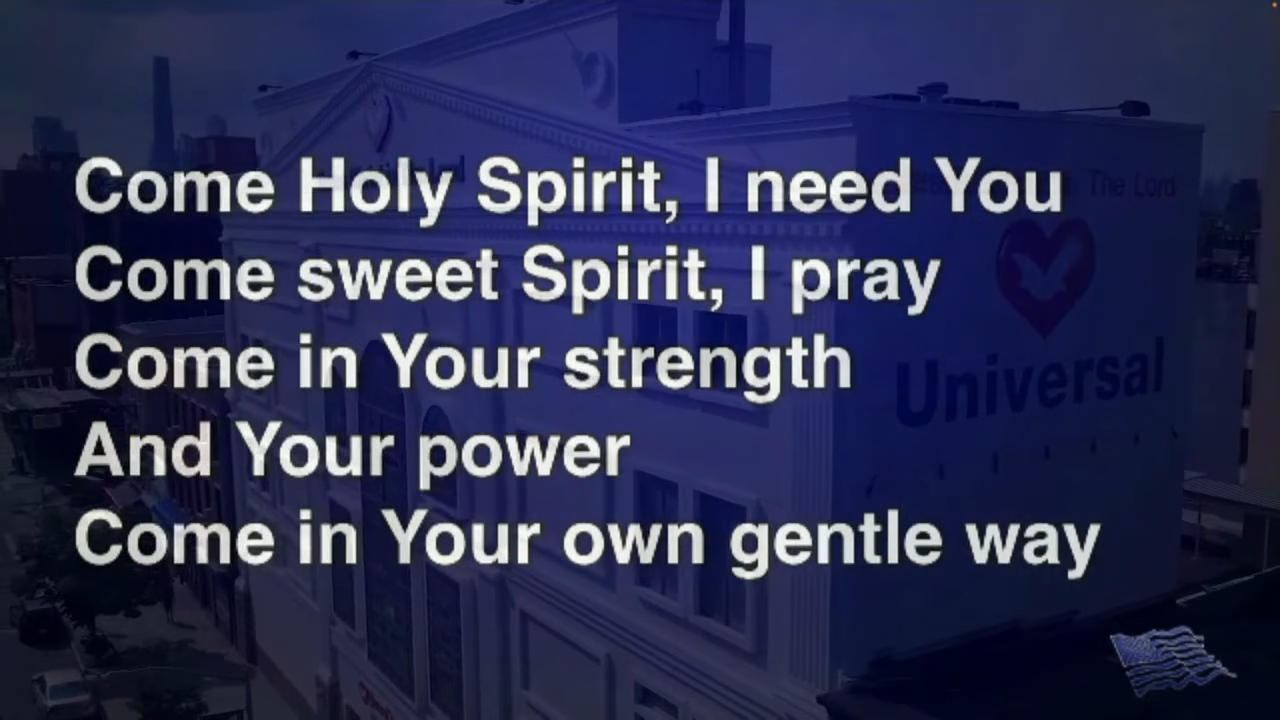 Come Holy Spirit, I need You
Come sweet Spirit, I pray
Come in Your strength
And Your power
Come in Your own gentle way
The Lord
Universal